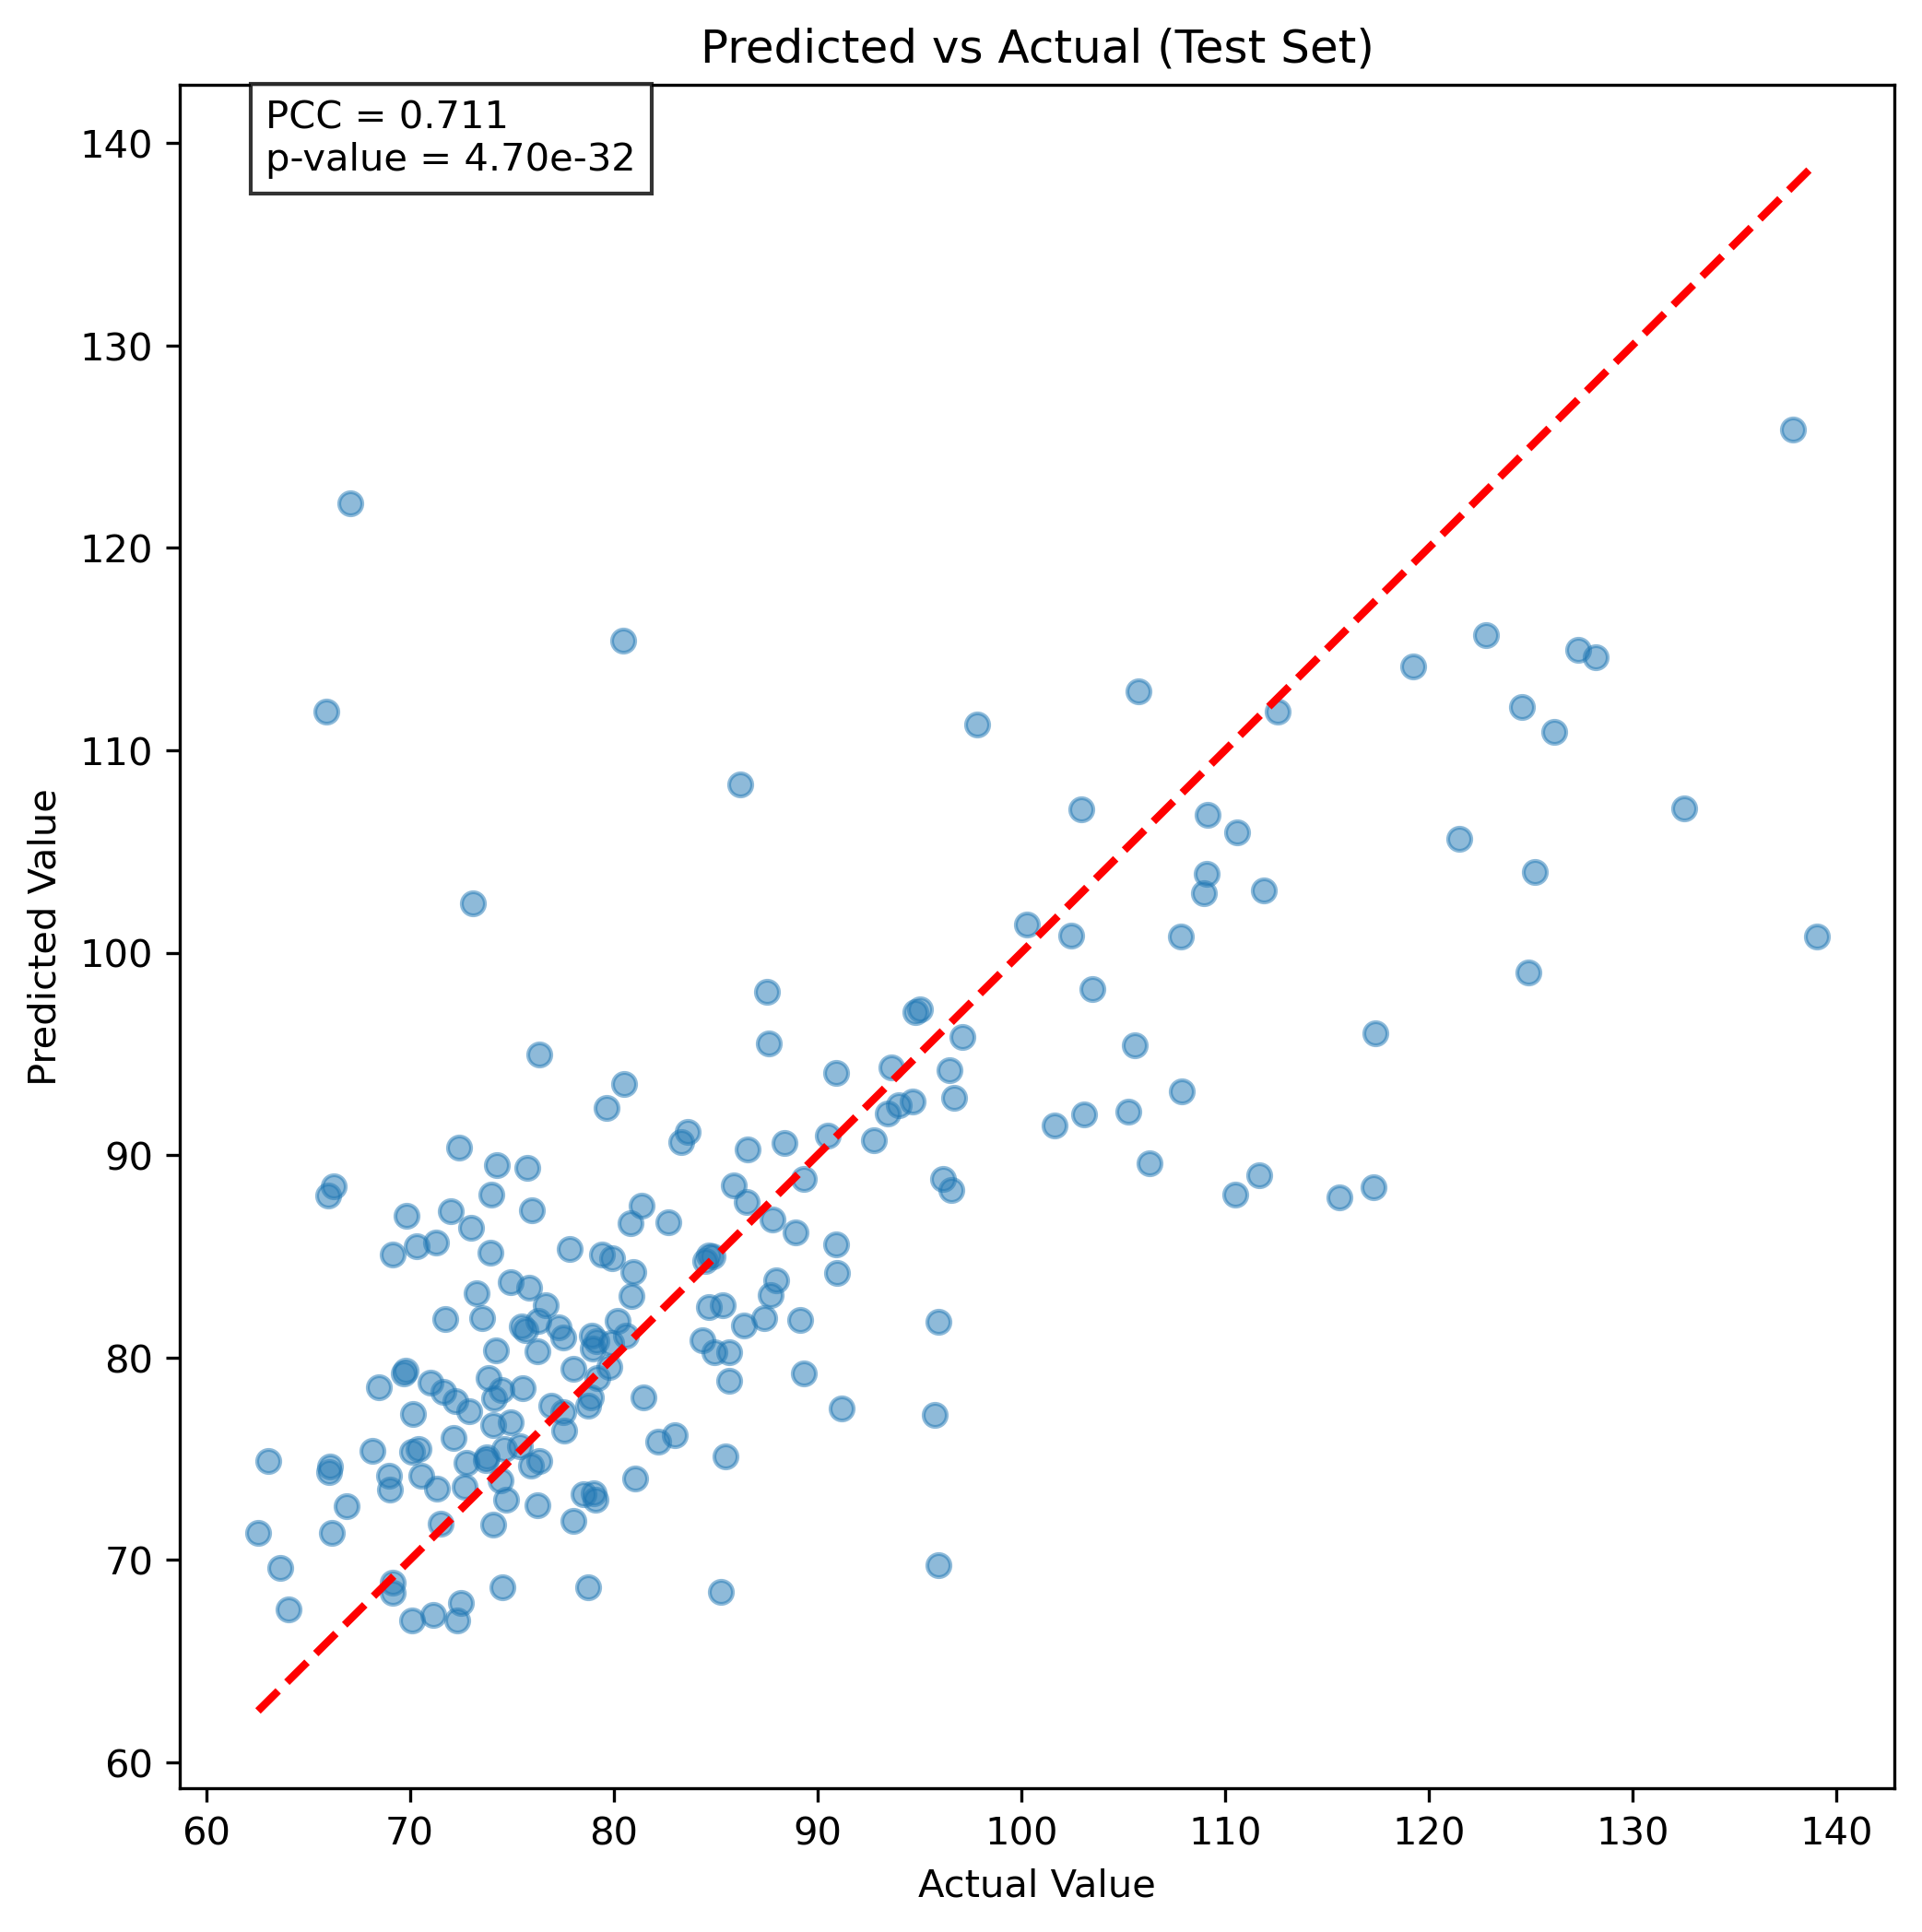 Predicted vs Actual (Test Set)
PCC = 0.711
p-value = 4.70e-32
140
130
120
110
100
90
80
70
60
Predicted Value
60 70 80 90 100 110 120 130 140
Actual Value